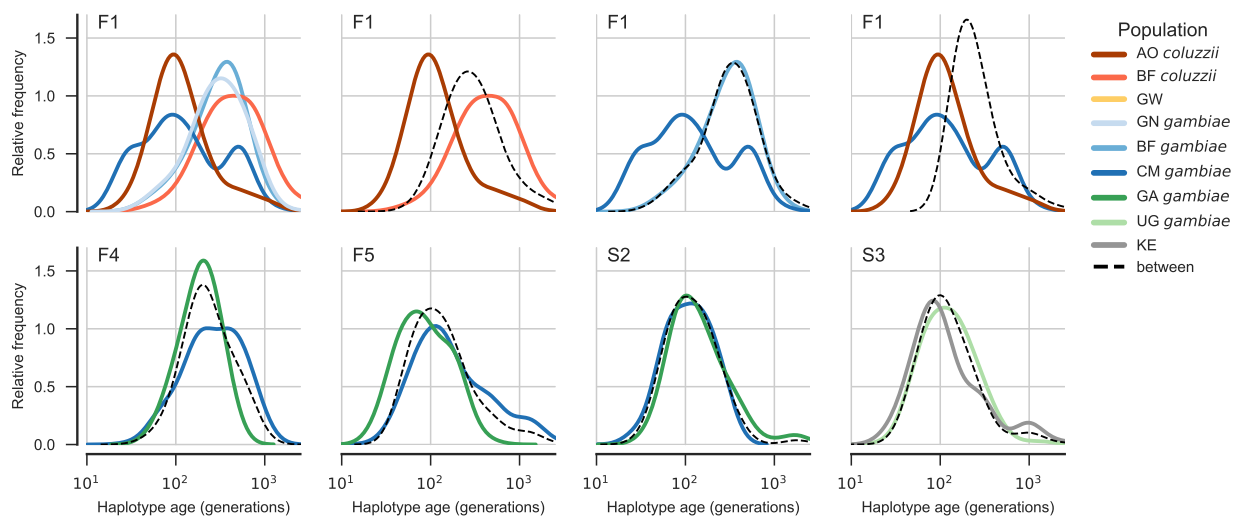 F1 F1 F1 F1
Population
AO coluzzii
BF coluzzii
GW
GN gambiae
BF gambiae
CM gambiae
GA gambiae
UG gambiae
KE
between
Relative frequency
1.5
1.0
0.5
0.0
F4 F5 S2 S3
Relative frequency
1.5
1.0
0.5
0.0
10¹ 10² 10³ 10¹ 10² 10³ 10¹ 10² 10³ 10¹ 10² 10³
Haplotype age (generations) Haplotype age (generations) Haplotype age (generations) Haplotype age (generations)